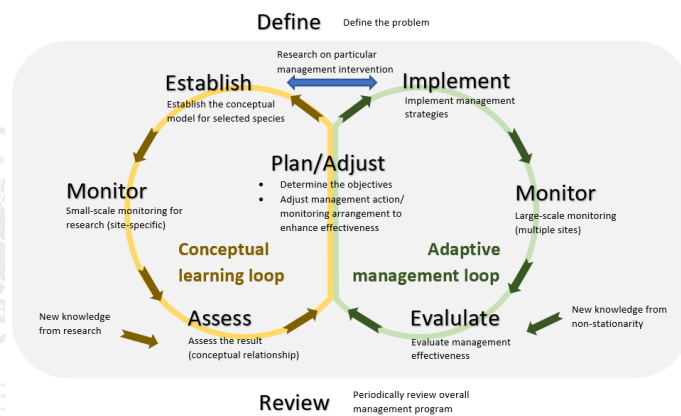 Define
Define the problem
Research on particular
management intervention
Establish
Establish the conceptual
model for selected species
Implement
Implement management
strategies
Plan/Adjust
• Determine the objectives
• Adjust management action/
monitoring arrangement to
enhance effectiveness
Monitor
Small-scale monitoring for
research (site-specific)
Monitor
Large-scale monitoring
(multiple sites)
Conceptual
learning loop
Adaptive
management loop
New knowledge
from research
Assess
Assess the result
(conceptual relationship)
Evalulate
Evaluate management
effectiveness
New knowledge from
non-stationarity
Review
Periodically review overall
management program